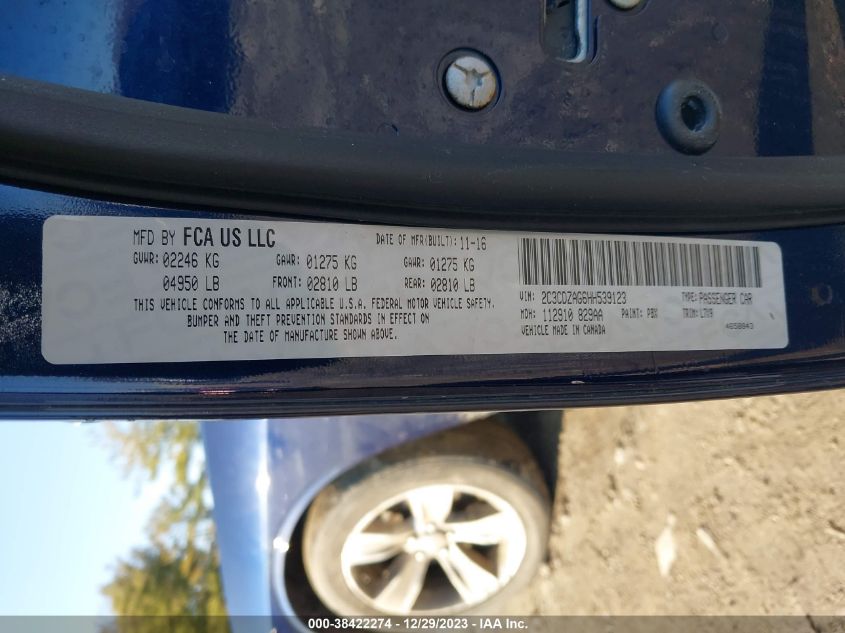 MFD BY FCA US LLC DATE OF MFR(BUILT): 11-16
GVWR: 02246 KG GAWR: 01275 KG GAWR: 01275 KG
04950 LB FRONT: 02810 LB REAR: 02810 LB
THIS VEHICLE CONFORMS TO ALL APPLICABLE U.S.A. FEDERAL MOTOR VEHICLE SAFETY,
BUMPER AND THEFT PREVENTION STANDARDS IN EFFECT ON
THE DATE OF MANUFACTURE SHOWN ABOVE.
VIN: 2C3CDZAG6HH539123 TYPE: PASSENGER CAR
MDH: 112910 829AA PAINT: PBX TRIM: L7X9
VEHICLE MADE IN CANADA 4658843
000-38422274 - 12/29/2023 - IAA Inc.